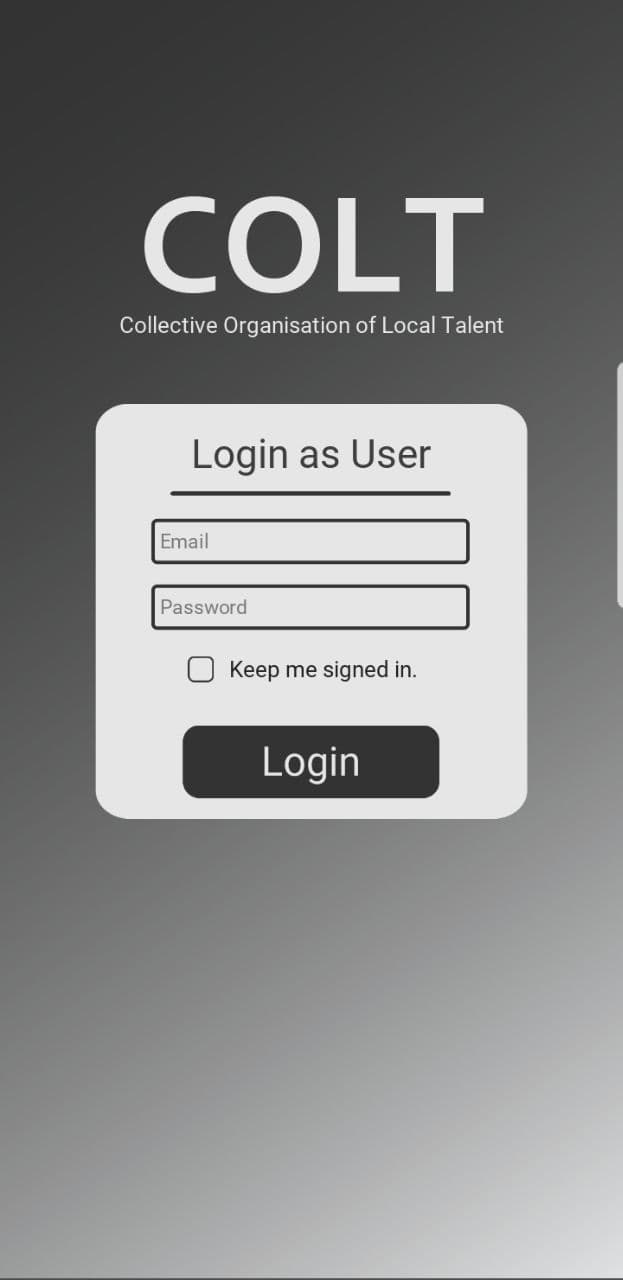 COLT
Collective Organisation of Local Talent
Login as User
Email
Password
Keep me signed in.
Login